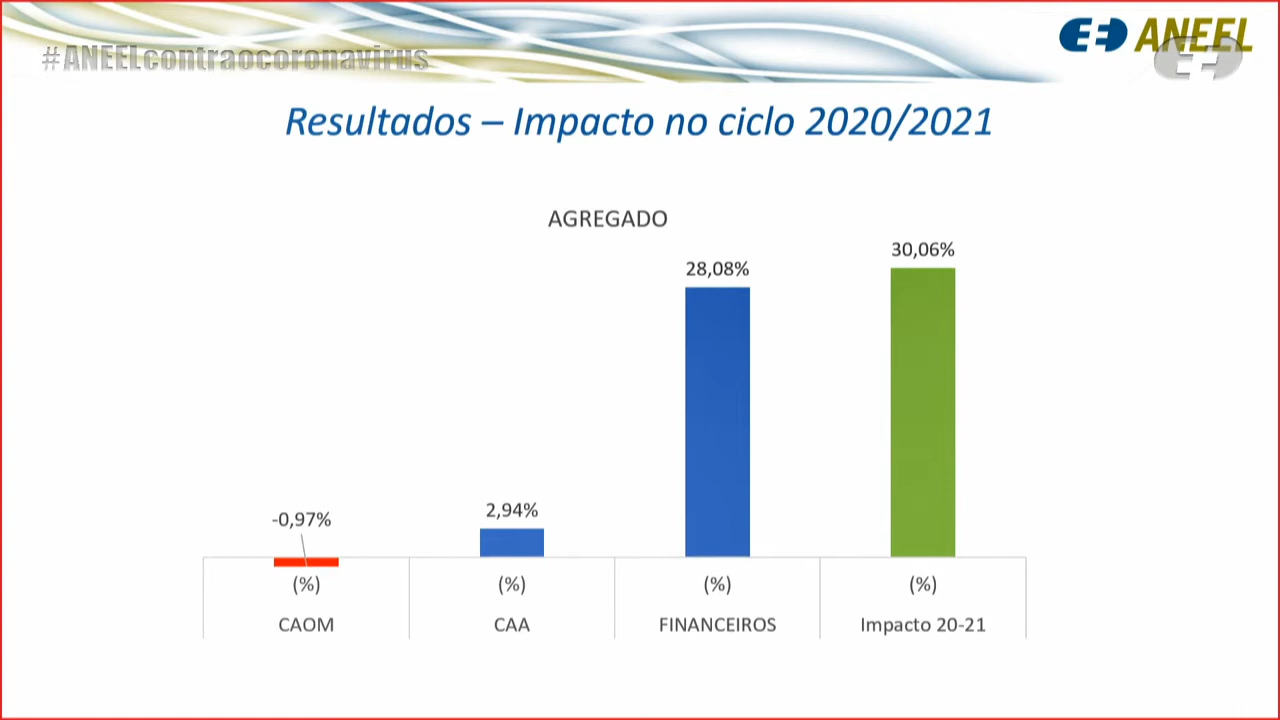 #ANEELcontraocoronavirus
ANEEL
Resultados – Impacto no ciclo 2020/2021
AGREGADO
-0,97%
2,94%
28,08%
30,06%
(%)
(%)
(%)
(%)
CAOM
CAA
FINANCEIROS
Impacto 20-21